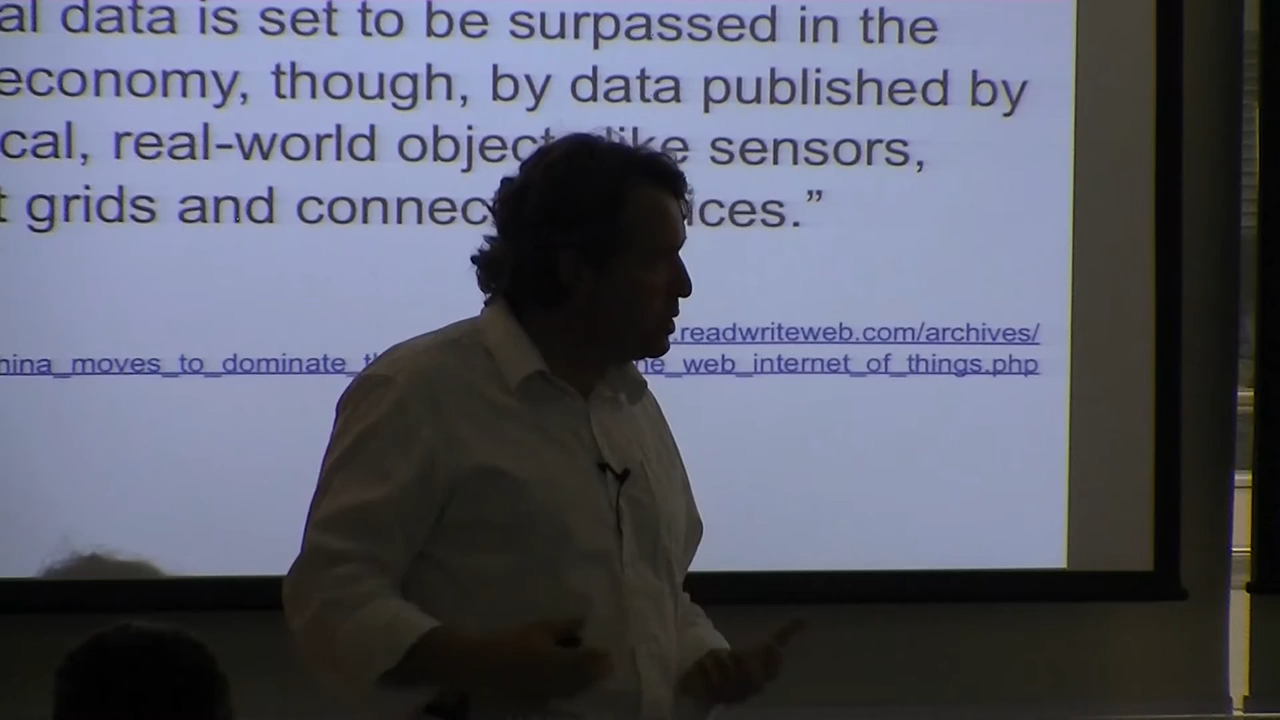 al data is set to be surpassed in the
economy, though, by data published by
cal, real-world object like sensors,
t grids and connec ices.”
.readwriteweb.com/archives/
hina_moves_to_dominate_t he_web_internet_of_things.php